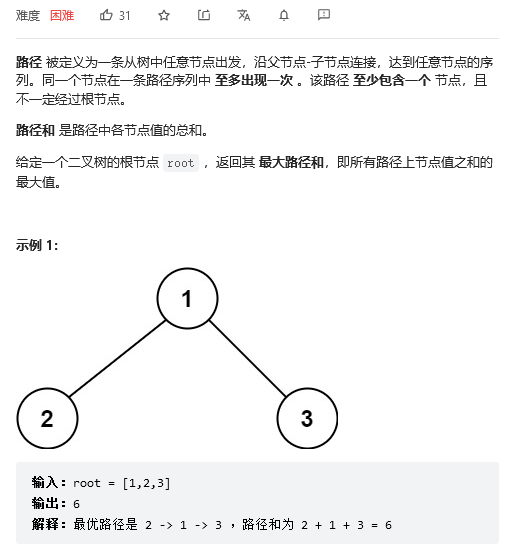 难度 困难 31
路径 被定义为一条从树中任意节点出发，沿父节点-子节点连接，达到任意节点的序
列。同一个节点在一条路径序列中 至多出现一次 。该路径 至少包含一个 节点，且
不一定经过根节点。
路径和 是路径中各节点值的总和。
给定一个二叉树的根节点 root ，返回其 最大路径和，即所有路径上节点值之和的
最大值。
示例 1：
1
2
3
输入：root = [1,2,3]
输出：6
解释：最优路径是 2 -> 1 -> 3 ，路径和为 2 + 1 + 3 = 6